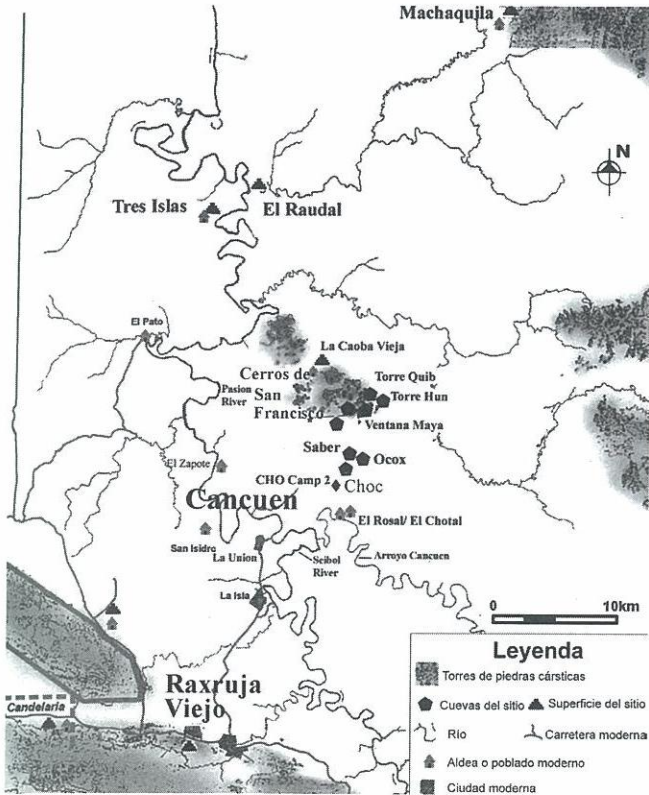 Machaquila
N
Tres Islas
El Raudal
El Pato
La Caoba Vieja
Pasion
River
Cerros de
San
Francisco
Torre Quib
Torre Hun
Ventana Maya
Saber
Ocox
El Zapote
CHO Camp 2
Choc
Cancuen
El Rosal/ El Chotal
San Isidro
La Union
Seibol
River
Arroyo Cancuen
La Isla
0 10km
Raxruja
Viejo
Candelaria
Leyenda
Torres de piedras cársticas
Cuevas del sitio
Superficie del sitio
Río
Carretera moderna
Aldea o poblado moderno
Ciudad moderna